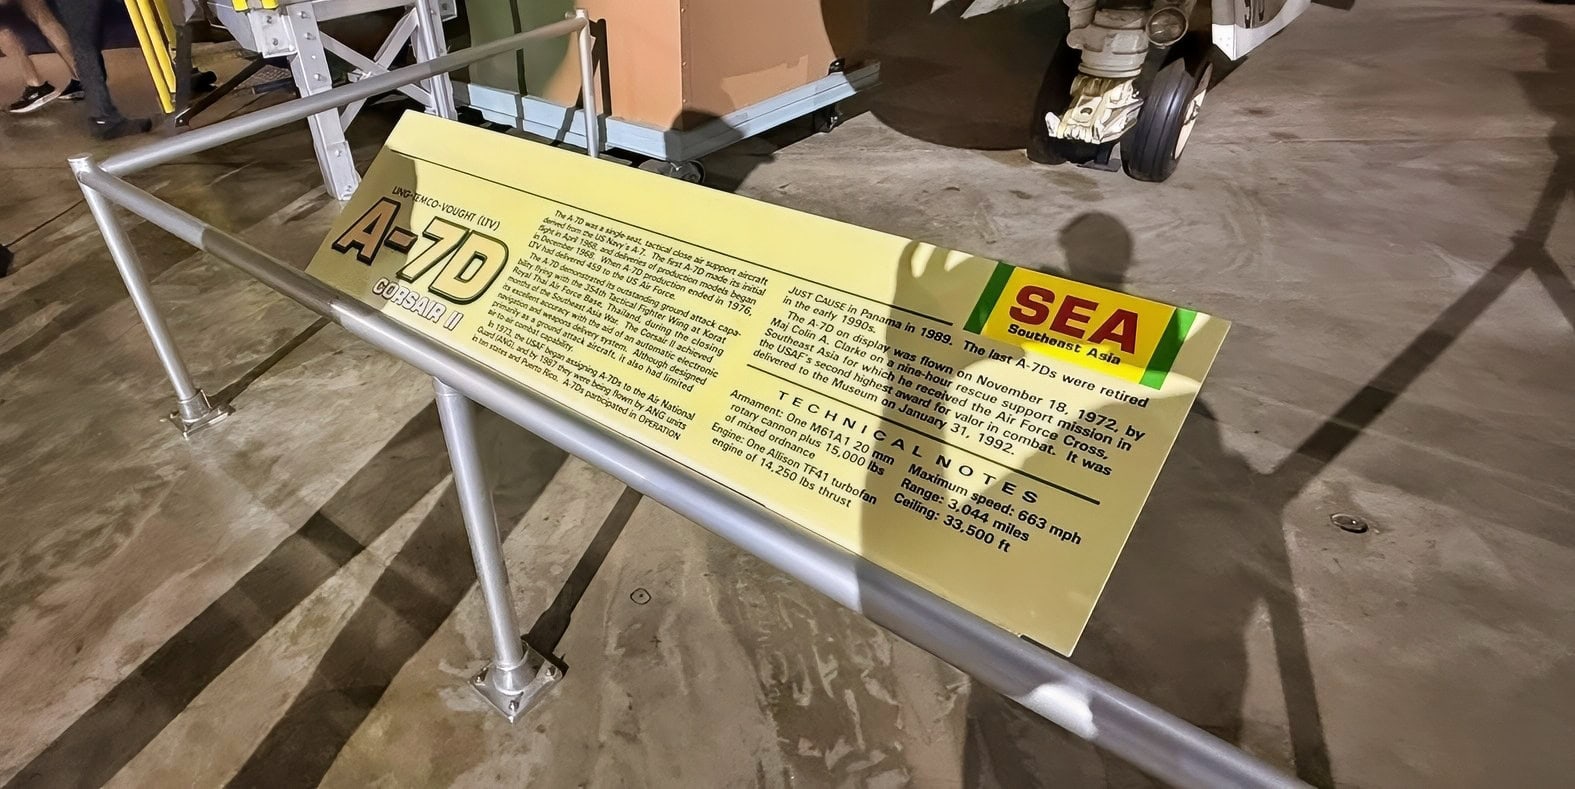 LING-TEMCO-VOUGHT (LTV)
A-7D
CORSAIR II
The A-7D was a single-seat, tactical close air support aircraft
derived from the US Navy's A-7. The first A-7D made its initial
flight in April 1968, and deliveries of production models began
in December 1968. When A-7D production ended in 1976,
LTV had delivered 459 to the US Air Force.
The A-7D demonstrated its outstanding ground attack capa-
bility flying with the 354th Tactical Fighter Wing at Korat
Royal Thai Air Force Base, Thailand, during the closing
months of the Southeast Asia War. The Corsair II achieved
its excellent accuracy with the aid of an automatic electronic
navigation and weapons delivery system. Although designed
primarily as a ground attack aircraft, it also had limited
air-to-air combat capability.
In 1973, the USAF began assigning A-7Ds to the Air National
Guard (ANG), and by 1987 they were being flown by ANG units
in ten states and Puerto Rico. A-7Ds participated in OPERATION
JUST CAUSE in Panama in 1989. The last A-7Ds were retired
in the early 1990s.
The A-7D on display was flown on November 18, 1972, by
Maj Colin A. Clarke on a nine-hour rescue support mission in
Southeast Asia for which he received the Air Force Cross,
the USAF's second highest award for valor in combat. It was
delivered to the Museum on January 31, 1992.
TECHNICAL NOTES
Armament: One M61A1 20 mm
rotary cannon plus 15,000 lbs
of mixed ordnance
Engine: One Allison TF41 turbofan
engine of 14,250 lbs thrust
Maximum speed: 663 mph
Range: 3,044 miles
Ceiling: 33,500 ft
SEA
Southeast Asia